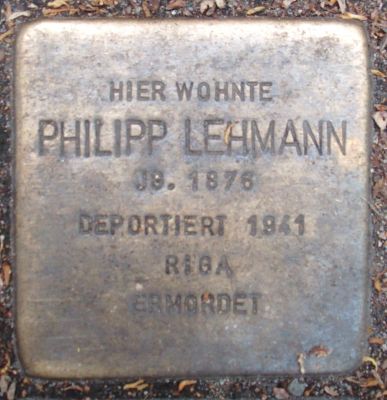 HIER WOHNTE
PHILIPP LEHMANN
JG. 1876
DEPORTIERT 1941
RIGA
ERMORDET